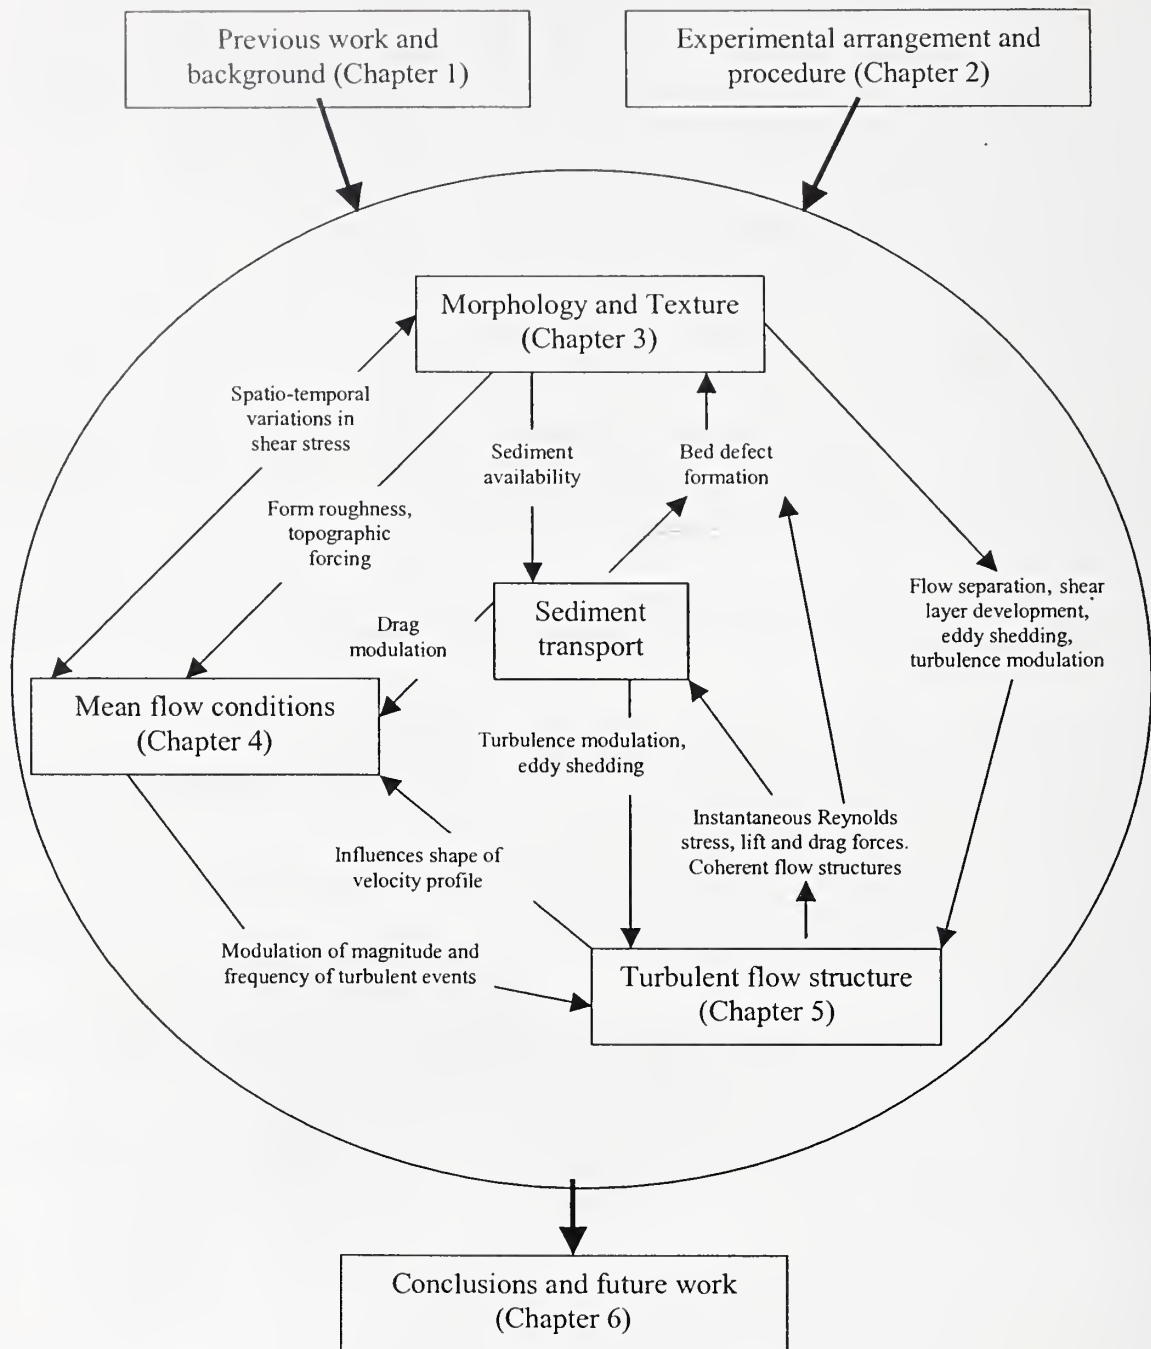 Previous work and
background (Chapter 1)
Experimental arrangement and
procedure (Chapter 2)
Morphology and Texture
(Chapter 3)
Spatio-temporal
variations in
shear stress
Sediment
availability
Bed defect
formation
Form roughness,
topographic
forcing
Flow separation, shear
layer development,
eddy shedding,
turbulence modulation
Drag
modulation
Sediment
transport
Mean flow conditions
(Chapter 4)
Turbulence modulation,
eddy shedding
Instantaneous Reynolds
stress, lift and drag forces.
Coherent flow structures
Influences shape of
velocity profile
Modulation of magnitude and
frequency of turbulent events
Turbulent flow structure
(Chapter 5)
Conclusions and future work
(Chapter 6)